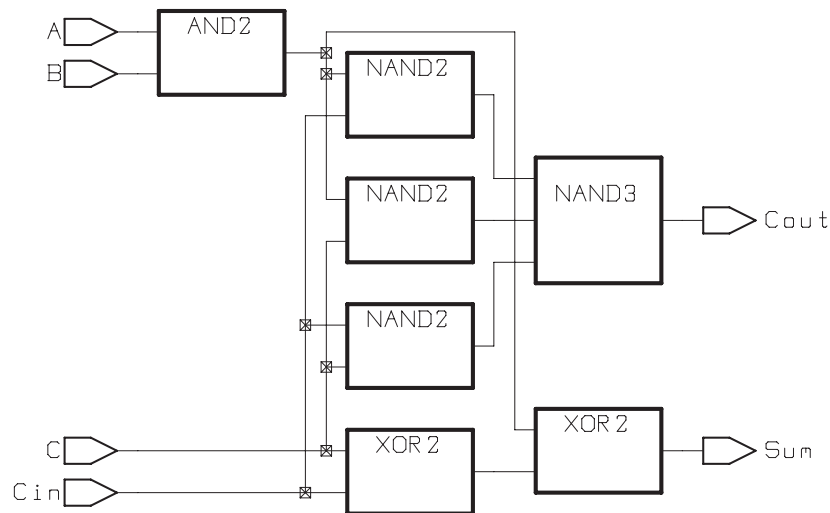 A
AND2
B
NAND2
NAND2
NAND3
Cout
NAND2
C
XOR2
XOR2
Sum
Cin